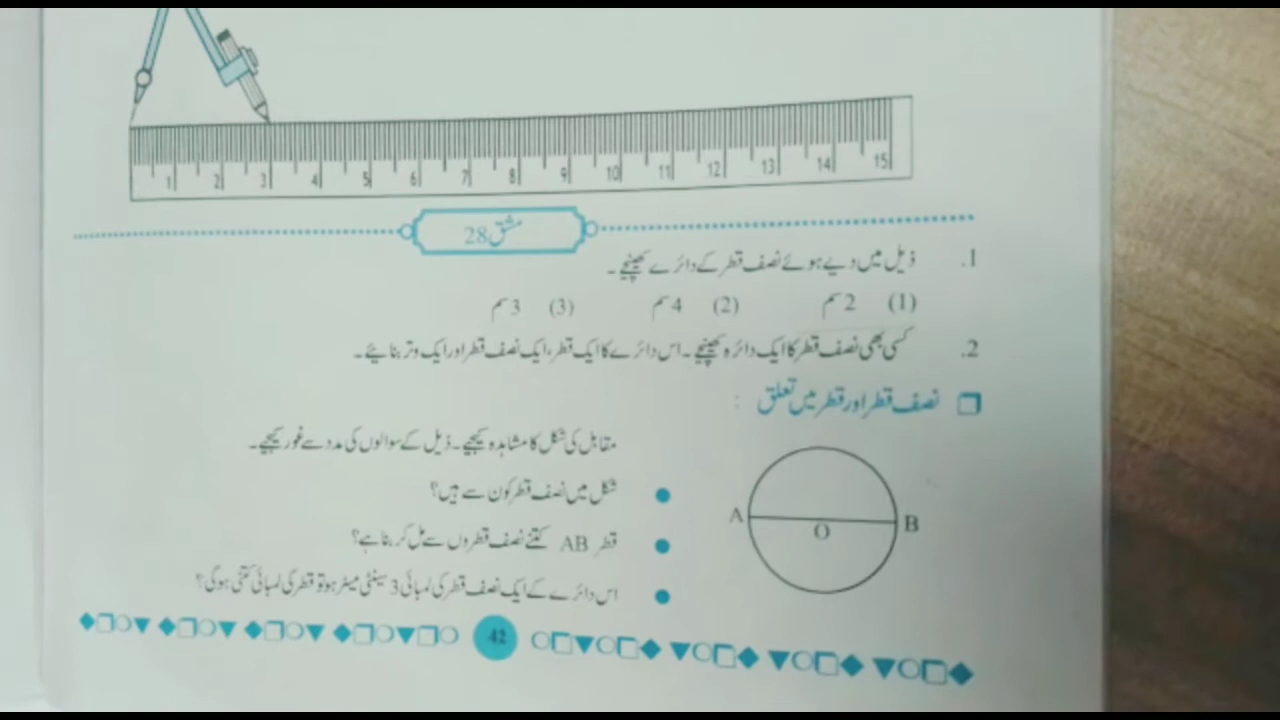 1 2 3 4 5 6 7 8 9 10 11 12 13 14 15
مشق 28
1. ذیل میں دیے ہوئے نصف قطر کے دائرے کھینچیے۔
(1) 2 سم (2) 4 سم (3) 3 سم
2. کسی بھی نصف قطر کا ایک دائرہ کھینچیے۔ اس دائرے کا ایک قطر، ایک نصف قطر اور ایک وتر بنائیے۔
نصف قطر اور قطر میں تعلق :
مقابل کی شکل کا مشاہدہ کیجیے۔ ذیل کے سوالوں کی مدد سے غور کیجیے۔
● شکل میں نصف قطر کون سے ہیں؟
● قطر AB کتنے نصف قطروں سے مل کر بنا ہے؟
● اس دائرے کے ایک نصف قطر کی لمبائی 3 سینٹی میٹر ہو تو قطر کی لمبائی کتنی ہوگی؟
A O B
42